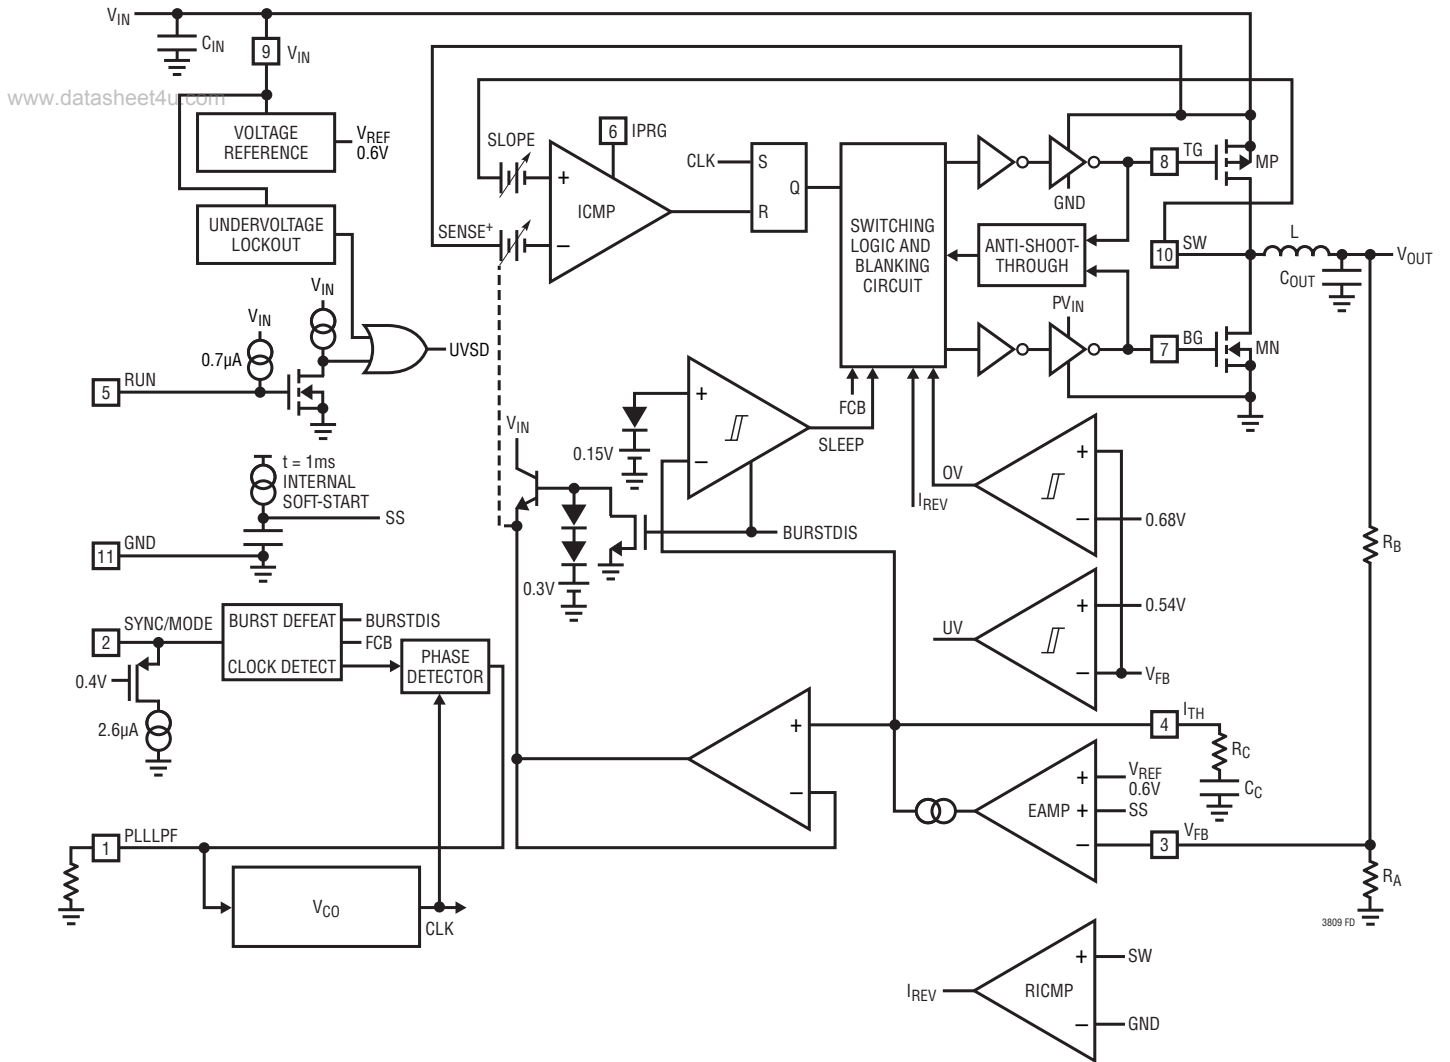 VIN
CIN
9
VIN
www.datasheet4u.com
VOLTAGE
REFERENCE
VREF
0.6V
UNDERVOLTAGE
LOCKOUT
VIN
VIN
0.7µA
UVSD
5
RUN
t = 1ms
INTERNAL
SOFT-START
SS
11
GND
2
SYNC/MODE
BURST DEFEAT
CLOCK DETECT
BURSTDIS
FCB
PHASE
DETECTOR
0.4V
2.6µA
1
PLLLPF
VCO
CLK
SLOPE
6
IPRG
+
ICMP
SENSE+
–
CLK
S
Q
R
SWITCHING
LOGIC AND
BLANKING
CIRCUIT
GND
ANTI-SHOOT-
THROUGH
PVIN
8
TG
MP
10
SW
L
VOUT
COUT
7
BG
MN
FCB
SLEEP
+
–
0.15V
VIN
0.3V
BURSTDIS
IREV
OV
+
–
0.68V
UV
+
0.54V
–
VFB
RB
+
–
4
ITH
RC
CC
EAMP
+
VREF
0.6V
+
SS
–
3
VFB
RA
3809 FD
IREV
RICMP
+
SW
–
GND